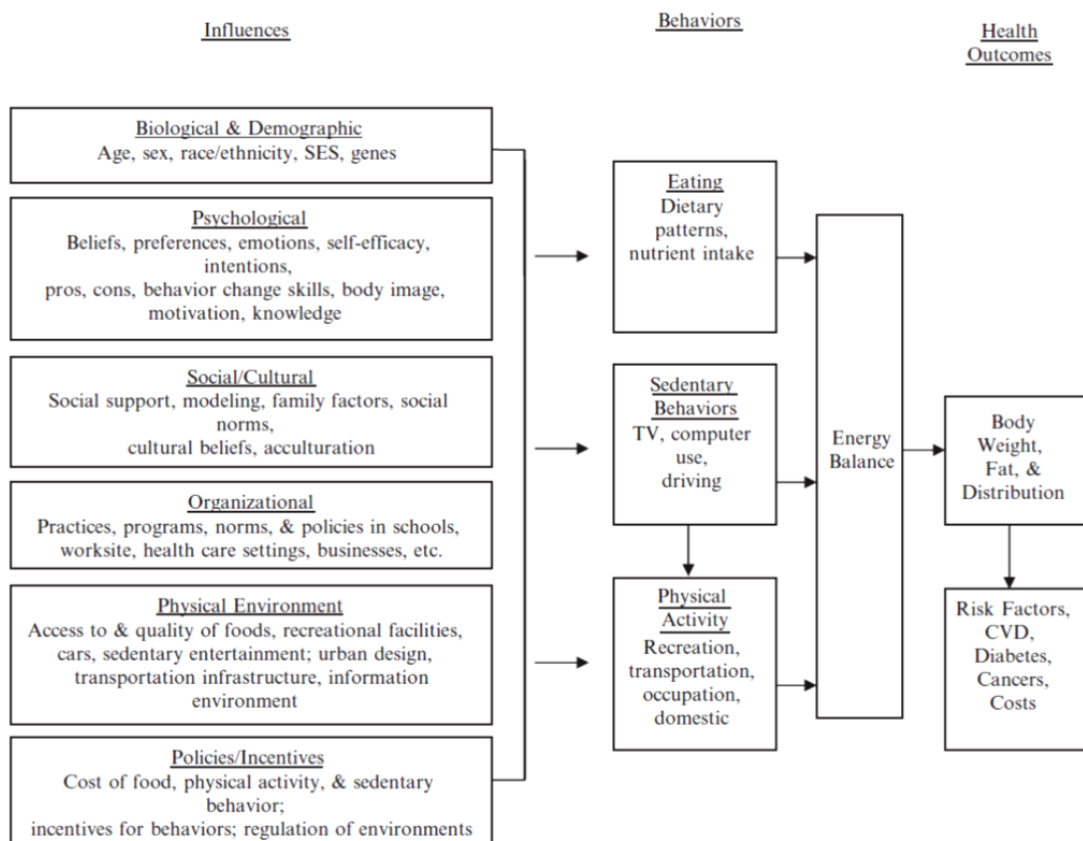 Influences
Behaviors
Health
Outcomes
Biological & Demographic
Age, sex, race/ethnicity, SES, genes
Psychological
Beliefs, preferences, emotions, self-efficacy,
intentions,
pros, cons, behavior change skills, body image,
motivation, knowledge
Social/Cultural
Social support, modeling, family factors, social
norms,
cultural beliefs, acculturation
Organizational
Practices, programs, norms, & policies in schools,
worksite, health care settings, businesses, etc.
Physical Environment
Access to & quality of foods, recreational facilities,
cars, sedentary entertainment; urban design,
transportation infrastructure, information
environment
Policies/Incentives
Cost of food, physical activity, & sedentary
behavior;
incentives for behaviors; regulation of environments
Eating
Dietary
patterns,
nutrient intake
Sedentary
Behaviors
TV, computer
use,
driving
Physical
Activity
Recreation,
transportation,
occupation,
domestic
Energy
Balance
Body
Weight,
Fat, &
Distribution
Risk Factors,
CVD,
Diabetes,
Cancers,
Costs